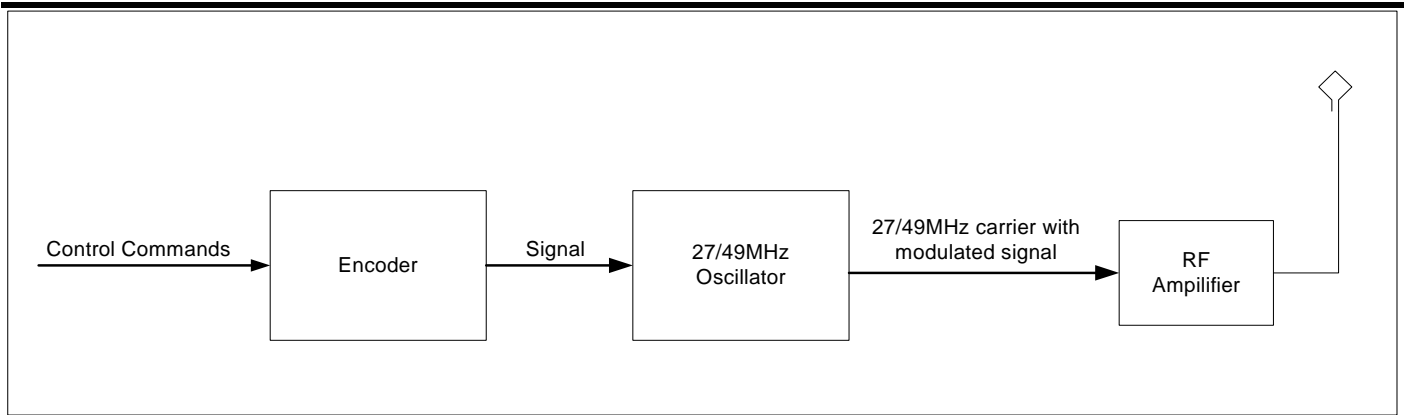 Control Commands
Encoder
Signal
27/49MHz
Oscillator
27/49MHz carrier with
modulated signal
RF
Ampilifier